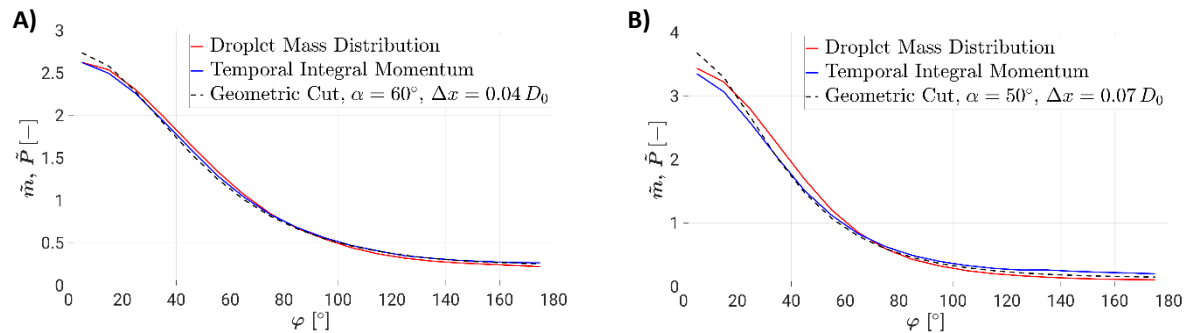 A)
3
2.5
2
1.5
1
0.5
0
m̃, P̃ [−]
Droplet Mass Distribution
Temporal Integral Momentum
Geometric Cut, α = 60°, Δx = 0.04 D₀
0 20 40 60 80 100 120 140 160 180
φ [°]
B)
4
3
2
1
0
m̃, P̃ [−]
Droplet Mass Distribution
Temporal Integral Momentum
Geometric Cut, α = 50°, Δx = 0.07 D₀
0 20 40 60 80 100 120 140 160 180
φ [°]